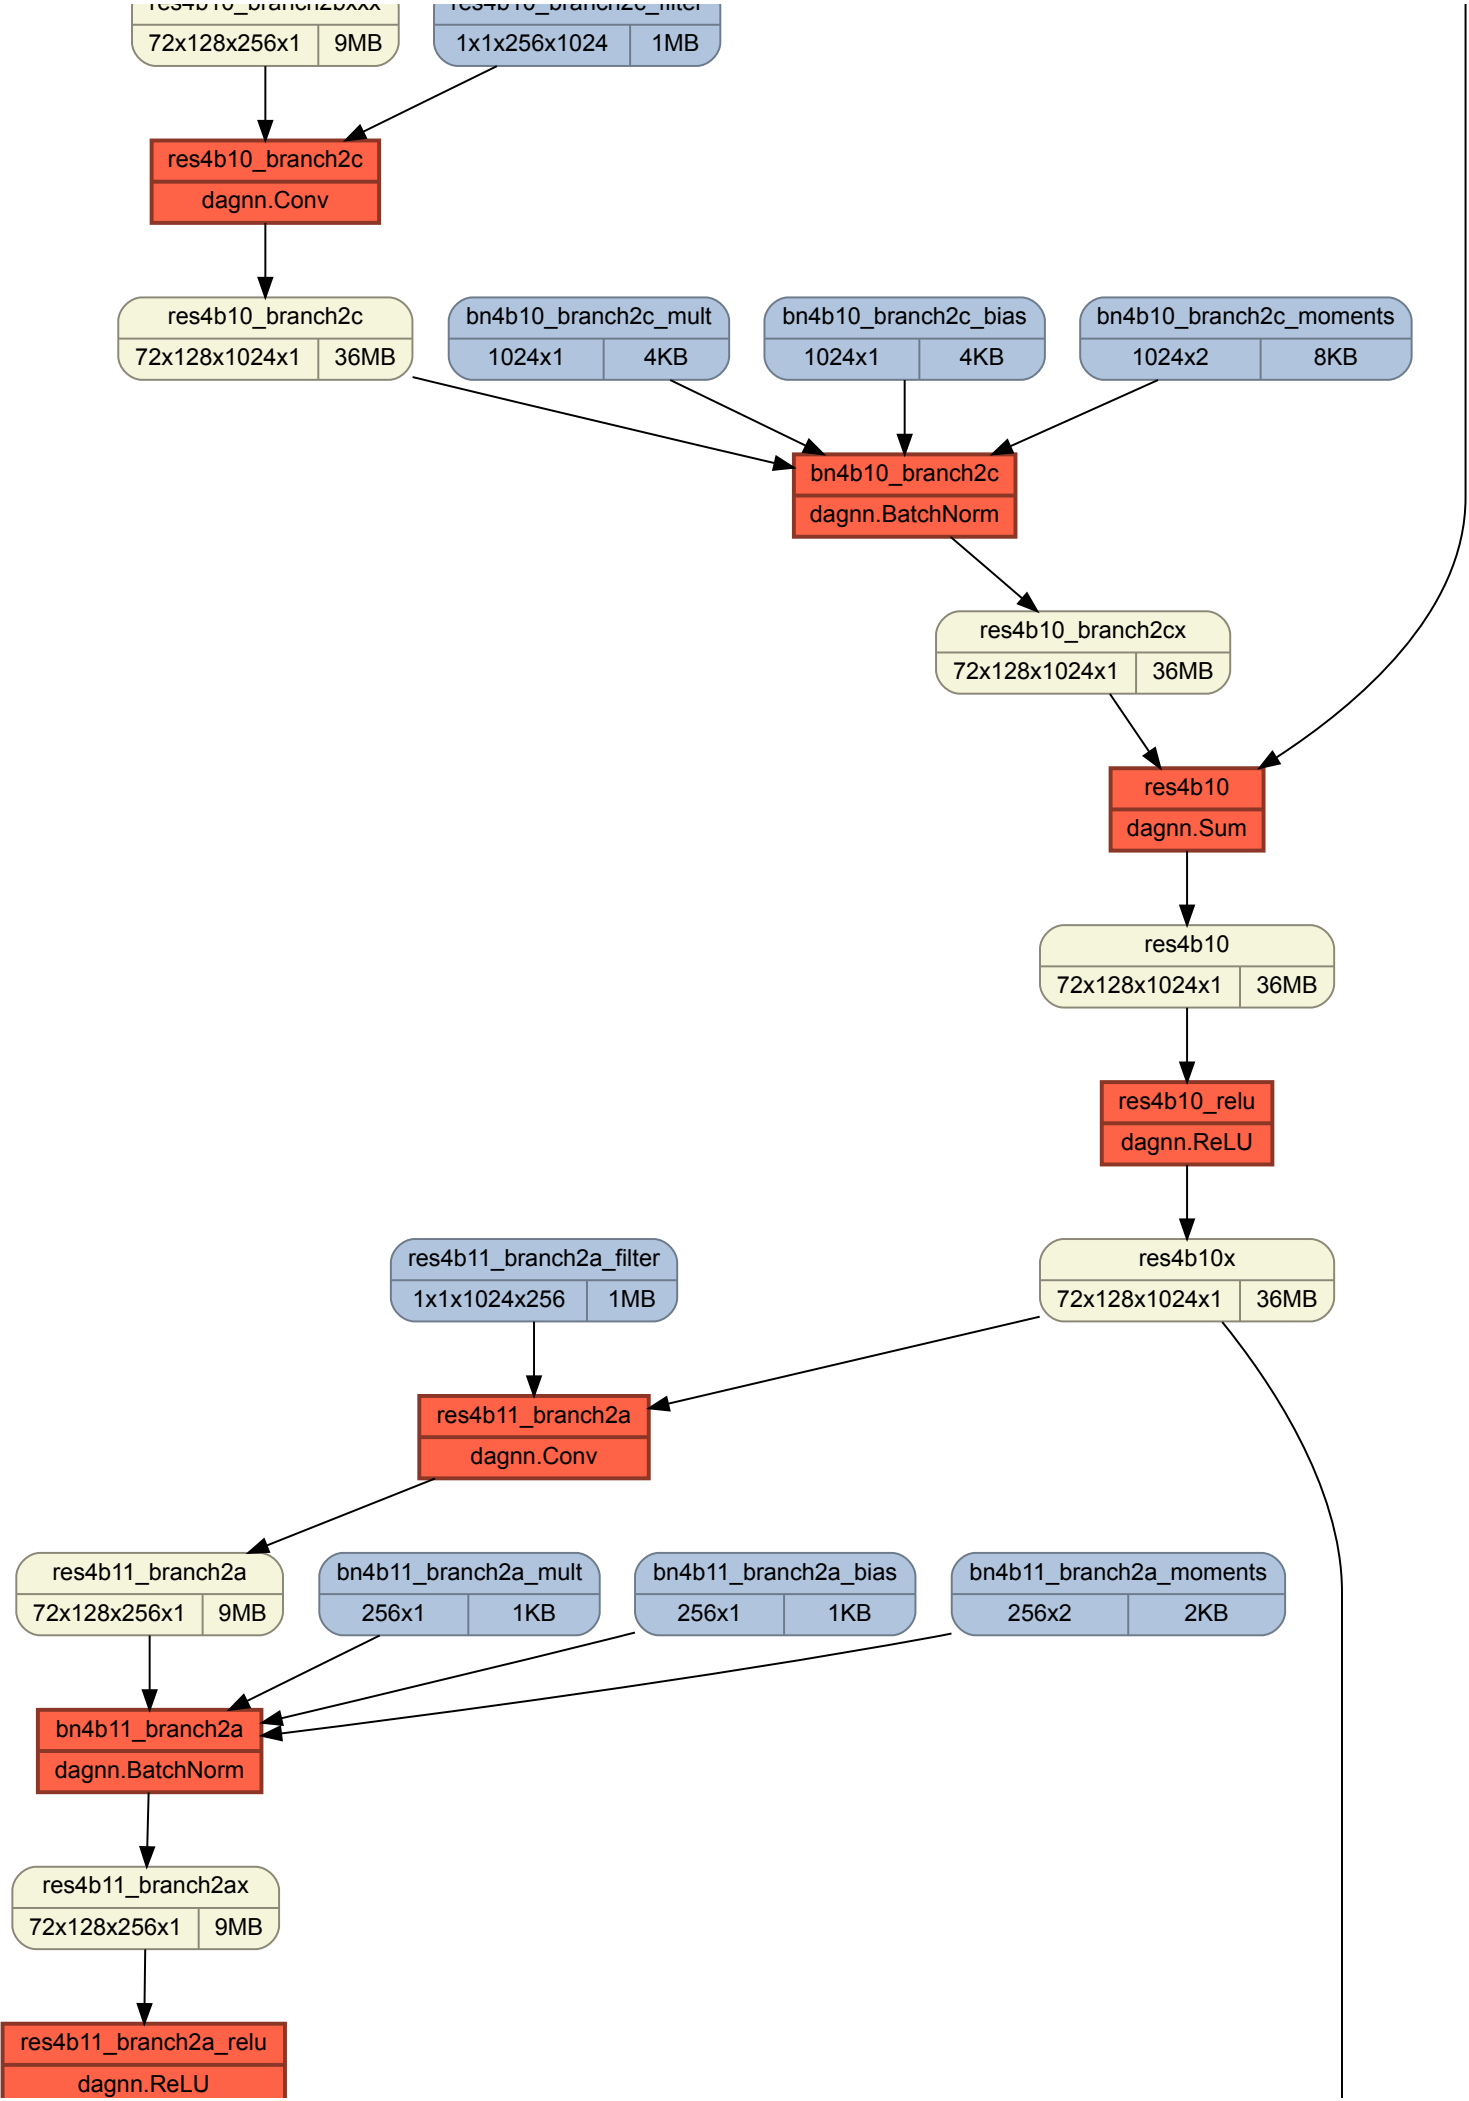 res4b10_branch2bxxx
72x128x256x1 9MB
res4b10_branch2c_filter
1x1x256x1024 1MB
res4b10_branch2c
dagnn.Conv
res4b10_branch2c
72x128x1024x1 36MB
bn4b10_branch2c_mult
1024x1 4KB
bn4b10_branch2c_bias
1024x1 4KB
bn4b10_branch2c_moments
1024x2 8KB
bn4b10_branch2c
dagnn.BatchNorm
res4b10_branch2cx
72x128x1024x1 36MB
res4b10
dagnn.Sum
res4b10
72x128x1024x1 36MB
res4b10_relu
dagnn.ReLU
res4b11_branch2a_filter
1x1x1024x256 1MB
res4b10x
72x128x1024x1 36MB
res4b11_branch2a
dagnn.Conv
res4b11_branch2a
72x128x256x1 9MB
bn4b11_branch2a_mult
256x1 1KB
bn4b11_branch2a_bias
256x1 1KB
bn4b11_branch2a_moments
256x2 2KB
bn4b11_branch2a
dagnn.BatchNorm
res4b11_branch2ax
72x128x256x1 9MB
res4b11_branch2a_relu
dagnn.ReLU